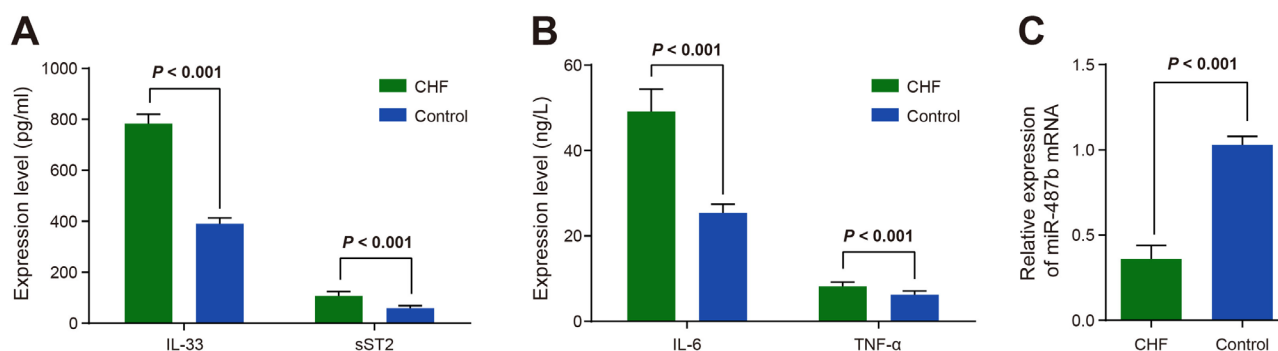 A
Expression level (pg/ml)
1000
800
600
400
200
0
P < 0.001
P < 0.001
CHF
Control
IL-33
sST2
B
Expression level (ng/L)
60
40
20
0
P < 0.001
P < 0.001
CHF
Control
IL-6
TNF-α
C
Relative expression
of miR-487b mRNA
1.5
1.0
0.5
0.0
P < 0.001
CHF
Control